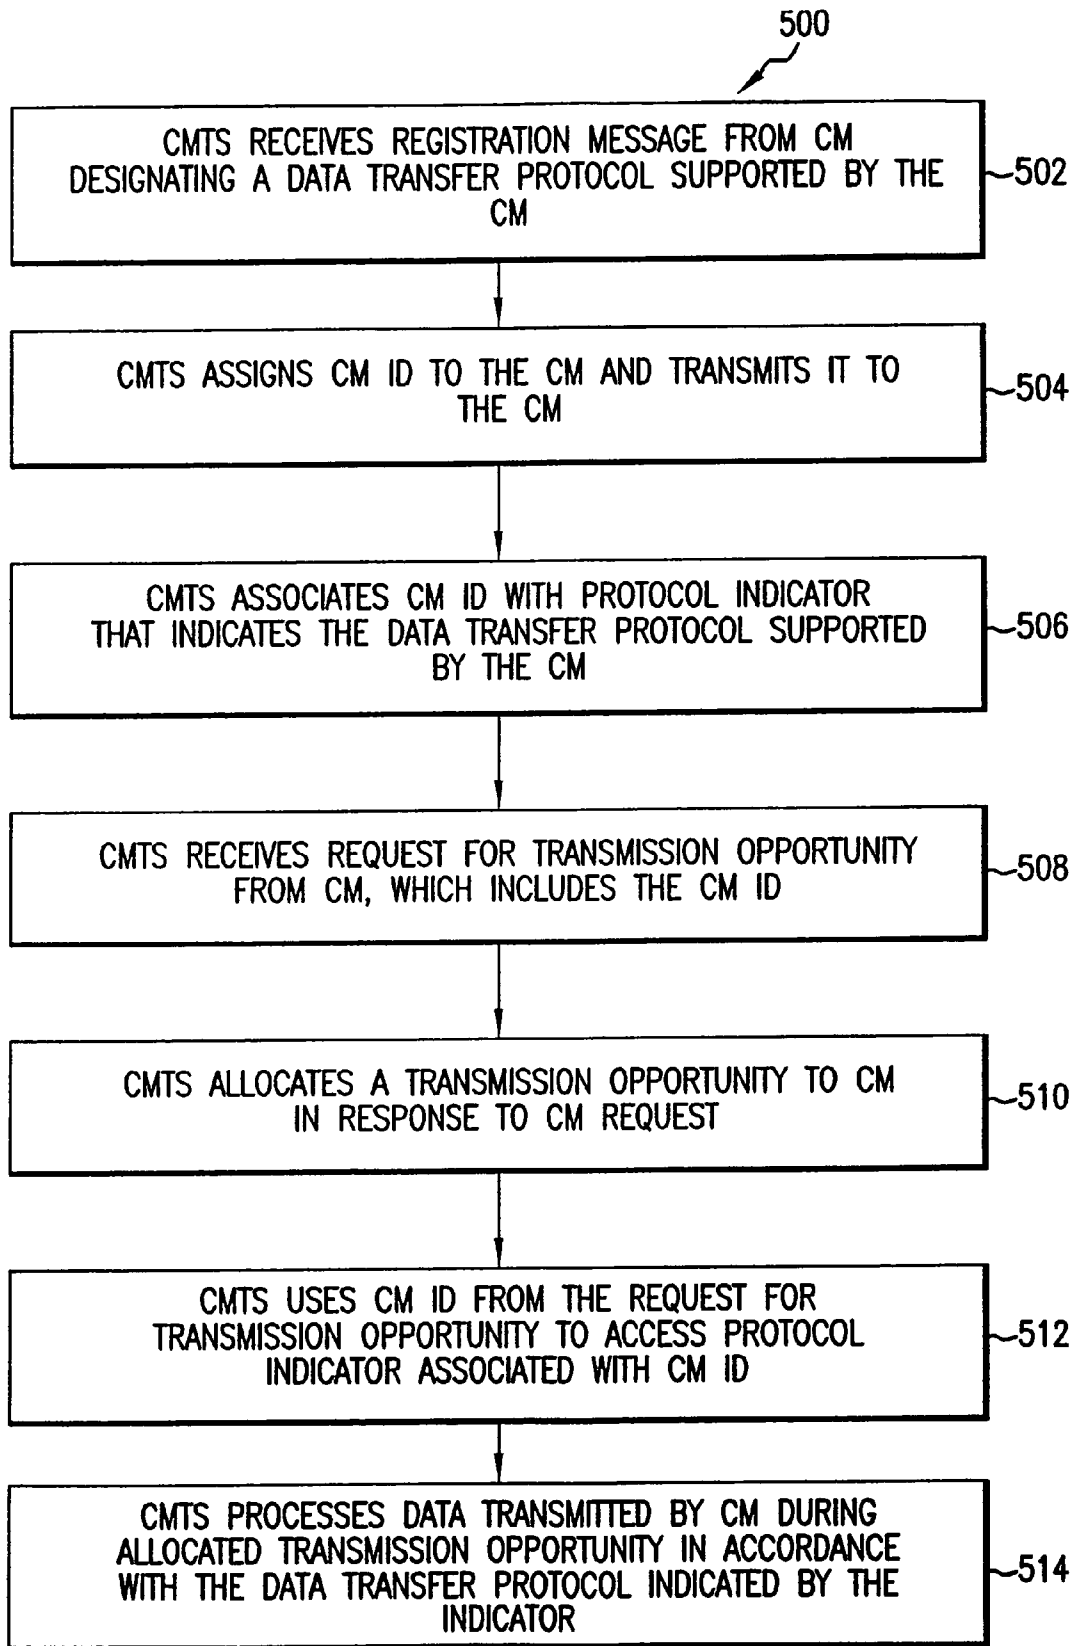 500
CMTS RECEIVES REGISTRATION MESSAGE FROM CM
DESIGNATING A DATA TRANSFER PROTOCOL SUPPORTED BY THE
CM
502
CMTS ASSIGNS CM ID TO THE CM AND TRANSMITS IT TO
THE CM
504
CMTS ASSOCIATES CM ID WITH PROTOCOL INDICATOR
THAT INDICATES THE DATA TRANSFER PROTOCOL SUPPORTED
BY THE CM
506
CMTS RECEIVES REQUEST FOR TRANSMISSION OPPORTUNITY
FROM CM, WHICH INCLUDES THE CM ID
508
CMTS ALLOCATES A TRANSMISSION OPPORTUNITY TO CM
IN RESPONSE TO CM REQUEST
510
CMTS USES CM ID FROM THE REQUEST FOR
TRANSMISSION OPPORTUNITY TO ACCESS PROTOCOL
INDICATOR ASSOCIATED WITH CM ID
512
CMTS PROCESSES DATA TRANSMITTED BY CM DURING
ALLOCATED TRANSMISSION OPPORTUNITY IN ACCORDANCE
WITH THE DATA TRANSFER PROTOCOL INDICATED BY THE
INDICATOR
514